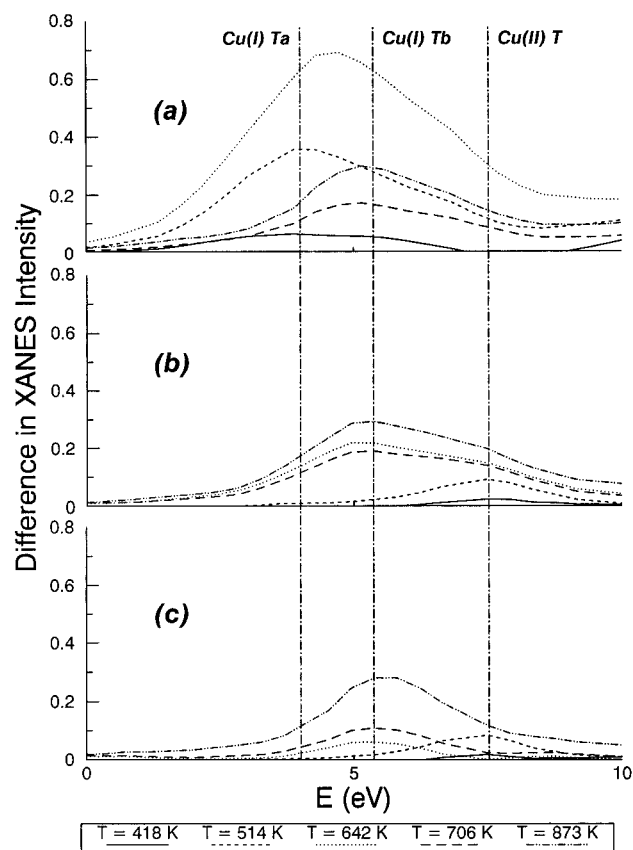 Cu(I) Ta Cu(I) Tb Cu(II) T
0.8
0.6
(a)
0.4
0.2
0
0.8
0.6
(b)
0.4
0.2
0
0.8
0.6
(c)
0.4
0.2
0
Difference in XANES Intensity
0 5 10
E (eV)
T = 418 K T = 514 K T = 642 K T = 706 K T = 873 K